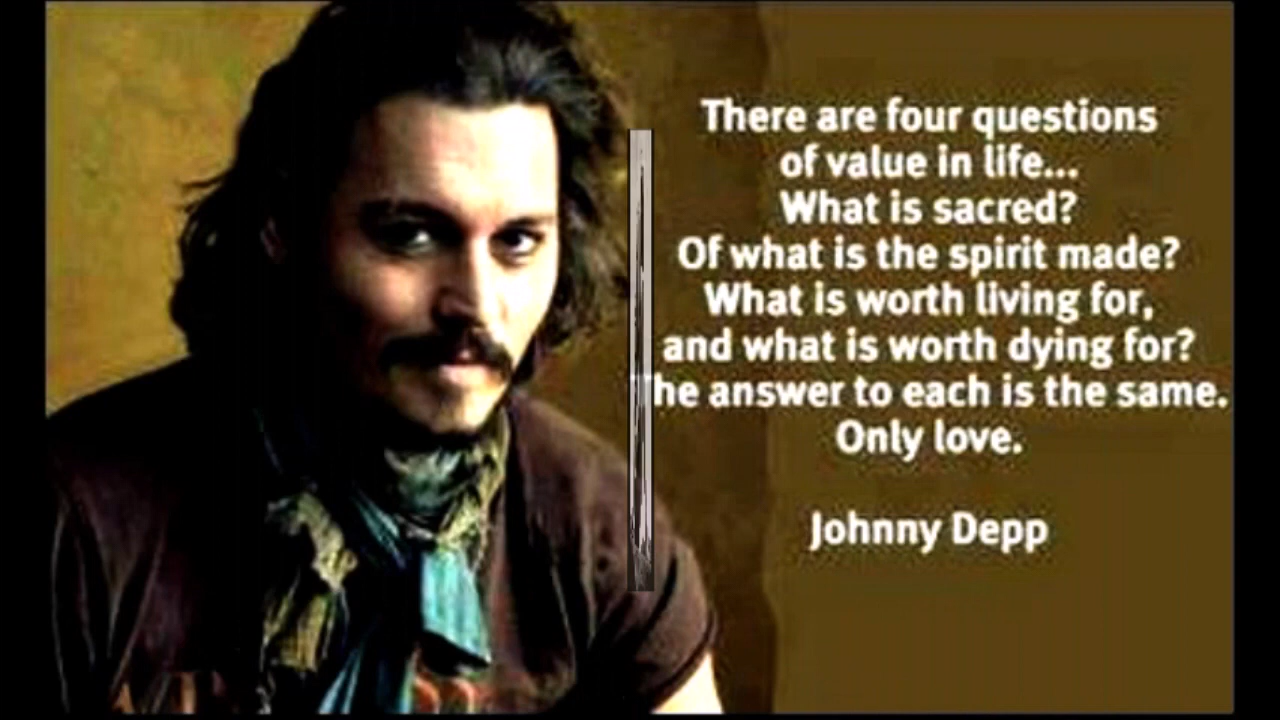 There are four questions
of value in life...
What is sacred?
Of what is the spirit made?
What is worth living for,
and what is worth dying for?
The answer to each is the same.
Only love.
Johnny Depp